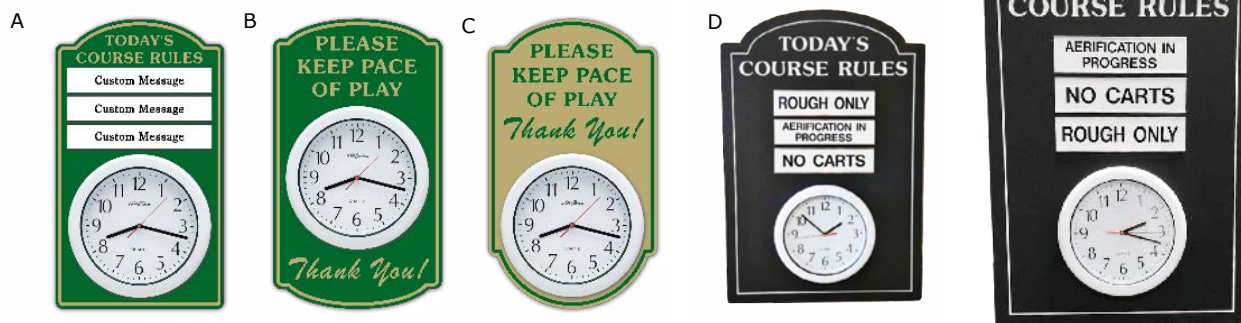 A
TODAY'S
COURSE RULES
Custom Message
Custom Message
Custom Message
B
PLEASE
KEEP PACE
OF PLAY
Thank You!
C
PLEASE
KEEP PACE
OF PLAY
Thank You!
D
TODAY'S
COURSE RULES
ROUGH ONLY
AERIFICATION IN
PROGRESS
NO CARTS
COURSE RULES
AERIFICATION IN
PROGRESS
NO CARTS
ROUGH ONLY